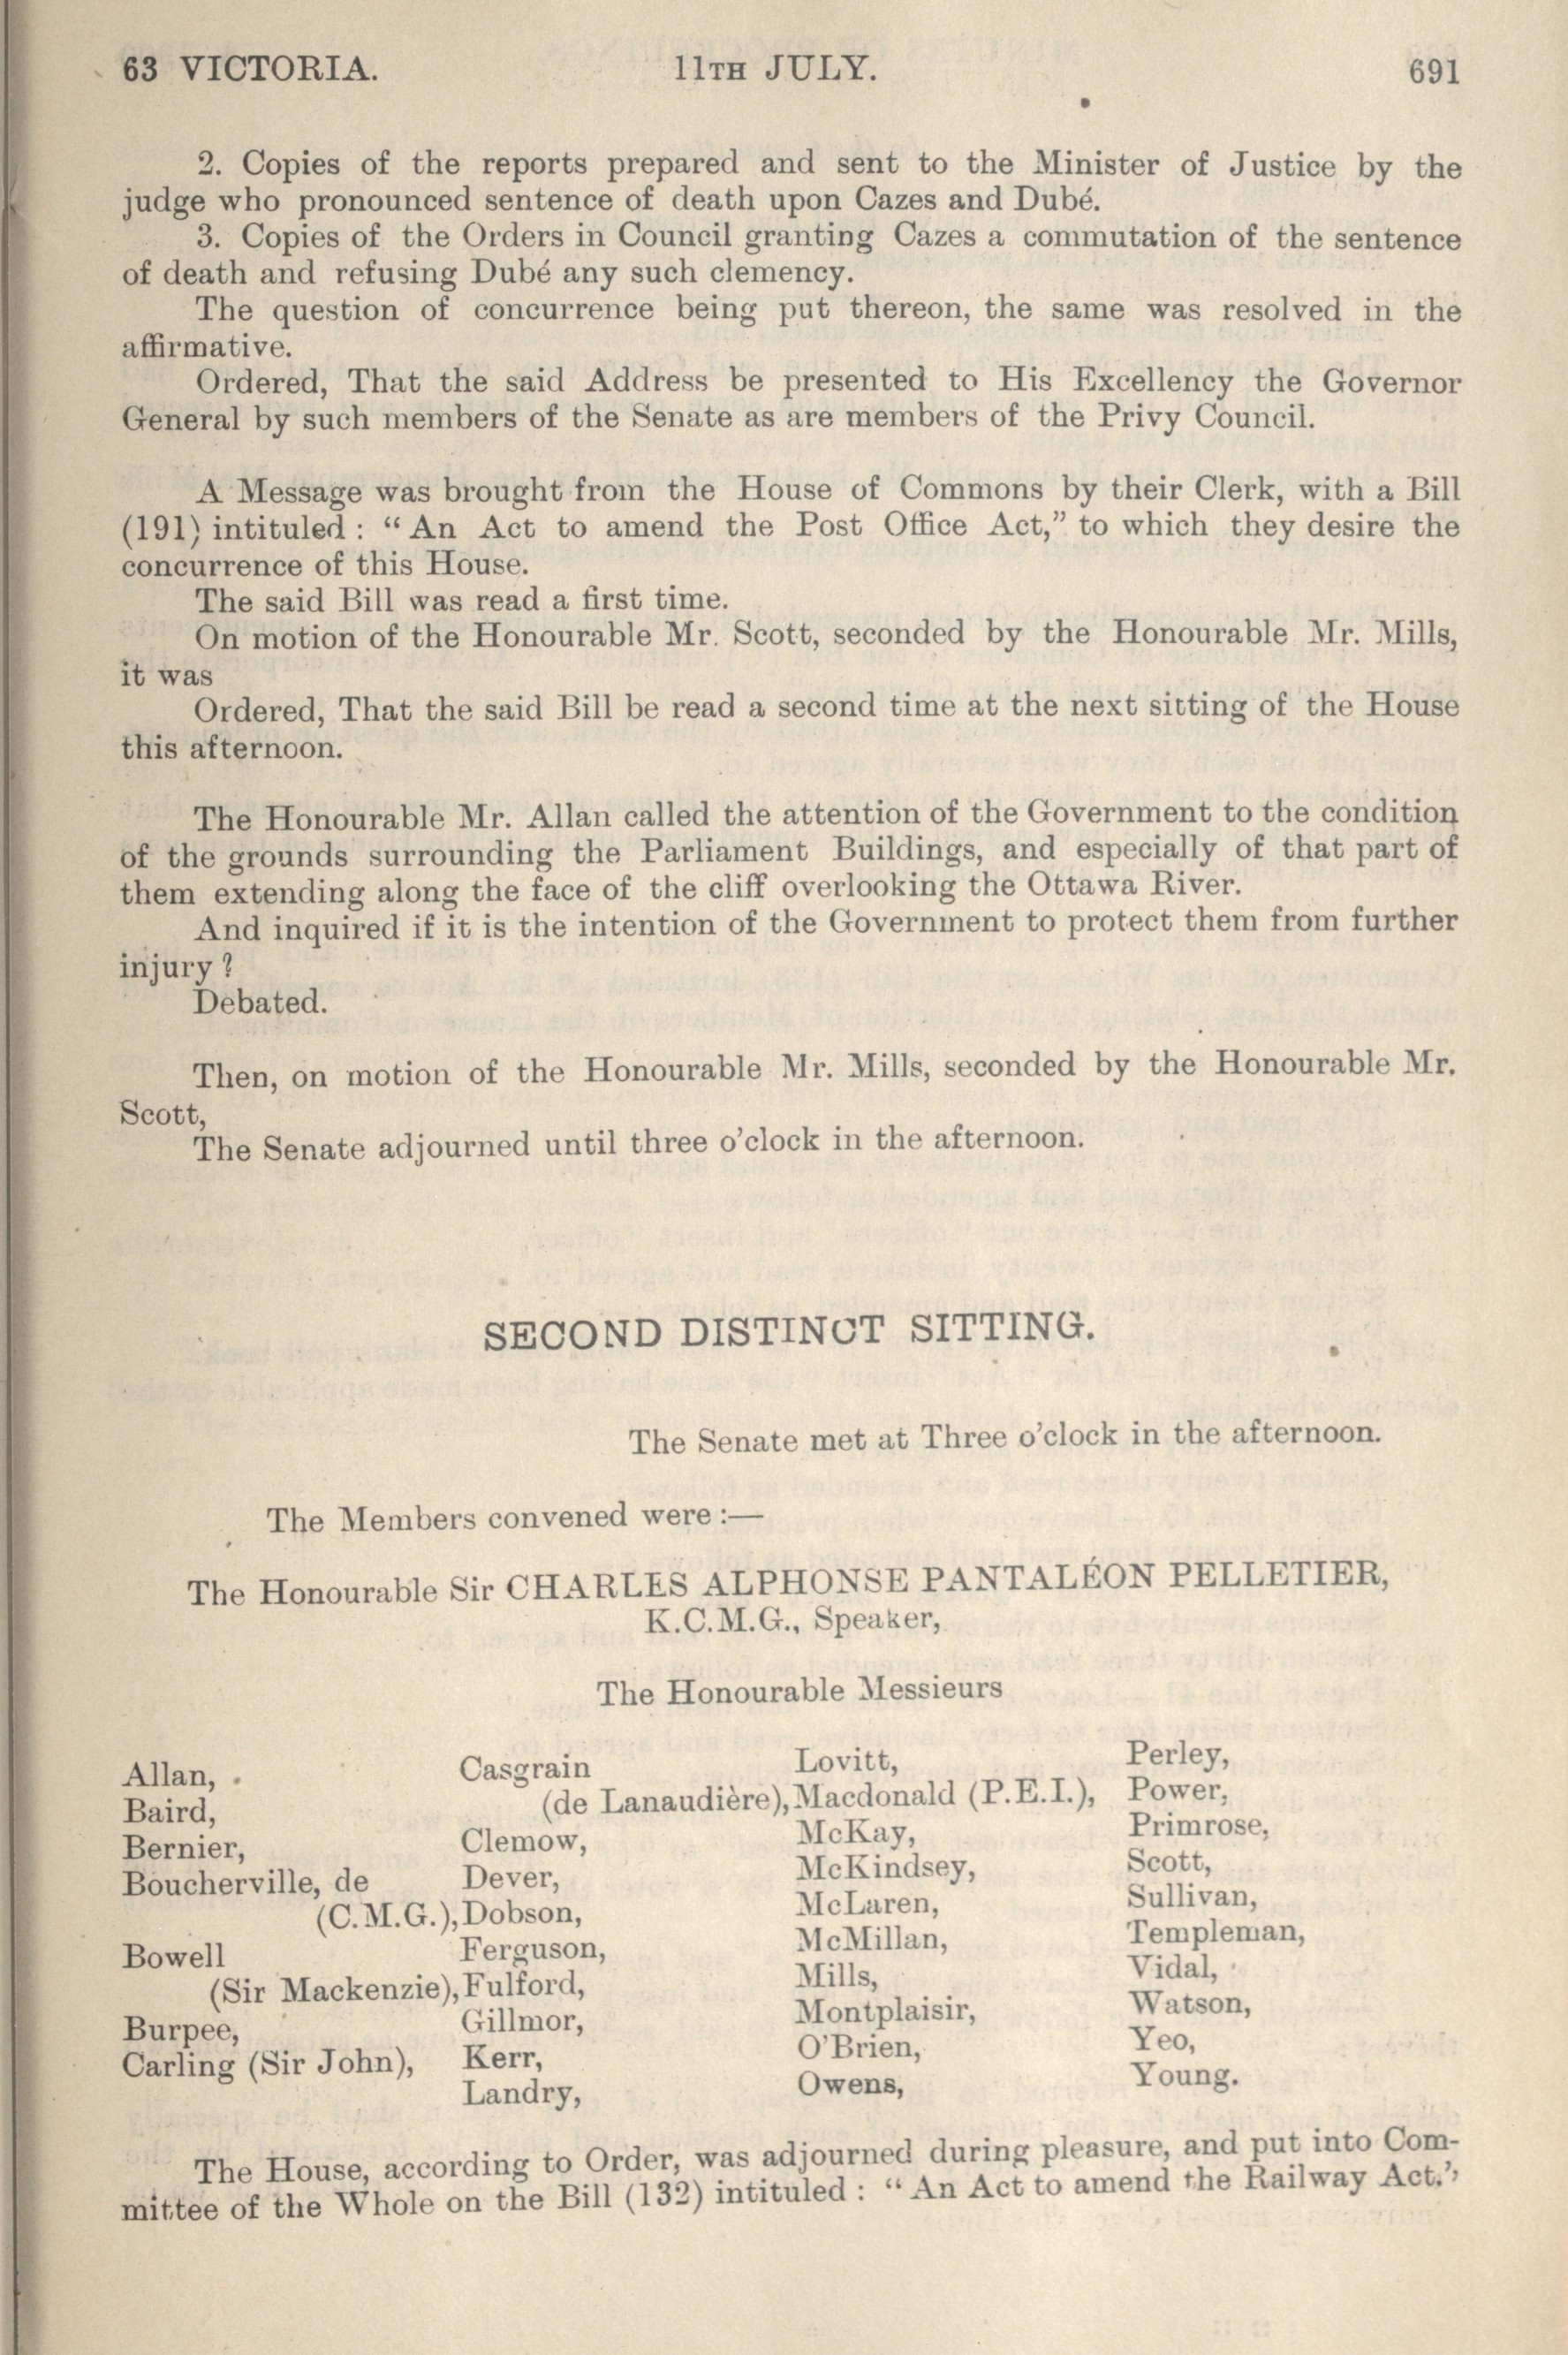 63 VICTORIA. 11TH JULY. 691
2. Copies of the reports prepared and sent to the Minister of Justice by the
judge who pronounced sentence of death upon Cazes and Dubé.
3. Copies of the Orders in Council granting Cazes a commutation of the sentence
of death and refusing Dubé any such clemency.
The question of concurrence being put thereon, the same was resolved in the
affirmative.
Ordered, That the said Address be presented to His Excellency the Governor
General by such members of the Senate as are members of the Privy Council.
A Message was brought from the House of Commons by their Clerk, with a Bill
(191) intituled : “ An Act to amend the Post Office Act,” to which they desire the
concurrence of this House.
The said Bill was read a first time.
On motion of the Honourable Mr. Scott, seconded by the Honourable Mr. Mills,
it was
Ordered, That the said Bill be read a second time at the next sitting of the House
this afternoon.
The Honourable Mr. Allan called the attention of the Government to the condition
of the grounds surrounding the Parliament Buildings, and especially of that part of
them extending along the face of the cliff overlooking the Ottawa River.
And inquired if it is the intention of the Government to protect them from further
injury ?
Debated.
Then, on motion of the Honourable Mr. Mills, seconded by the Honourable Mr.
Scott,
The Senate adjourned until three o’clock in the afternoon.
SECOND DISTINCT SITTING.
The Senate met at Three o’clock in the afternoon.
The Members convened were :—
The Honourable Sir CHARLES ALPHONSE PANTALÉON PELLETIER,
K.C.M.G., Speaker,
The Honourable Messieurs
Allan,
Baird,
Bernier,
Boucherville, de
(C.M.G.),
Bowell
(Sir Mackenzie),
Burpee,
Carling (Sir John),
Casgrain
(de Lanaudière),
Clemow,
Dever,
Dobson,
Ferguson,
Fulford,
Gillmor,
Kerr,
Landry,
Lovitt,
Macdonald (P.E.I.),
McKay,
McKindsey,
McLaren,
McMillan,
Mills,
Montplaisir,
O’Brien,
Owens,
Perley,
Power,
Primrose,
Scott,
Sullivan,
Templeman,
Vidal,
Watson,
Yeo,
Young.
The House, according to Order, was adjourned during pleasure, and put into Com-
mittee of the Whole on the Bill (132) intituled : “ An Act to amend the Railway Act.”